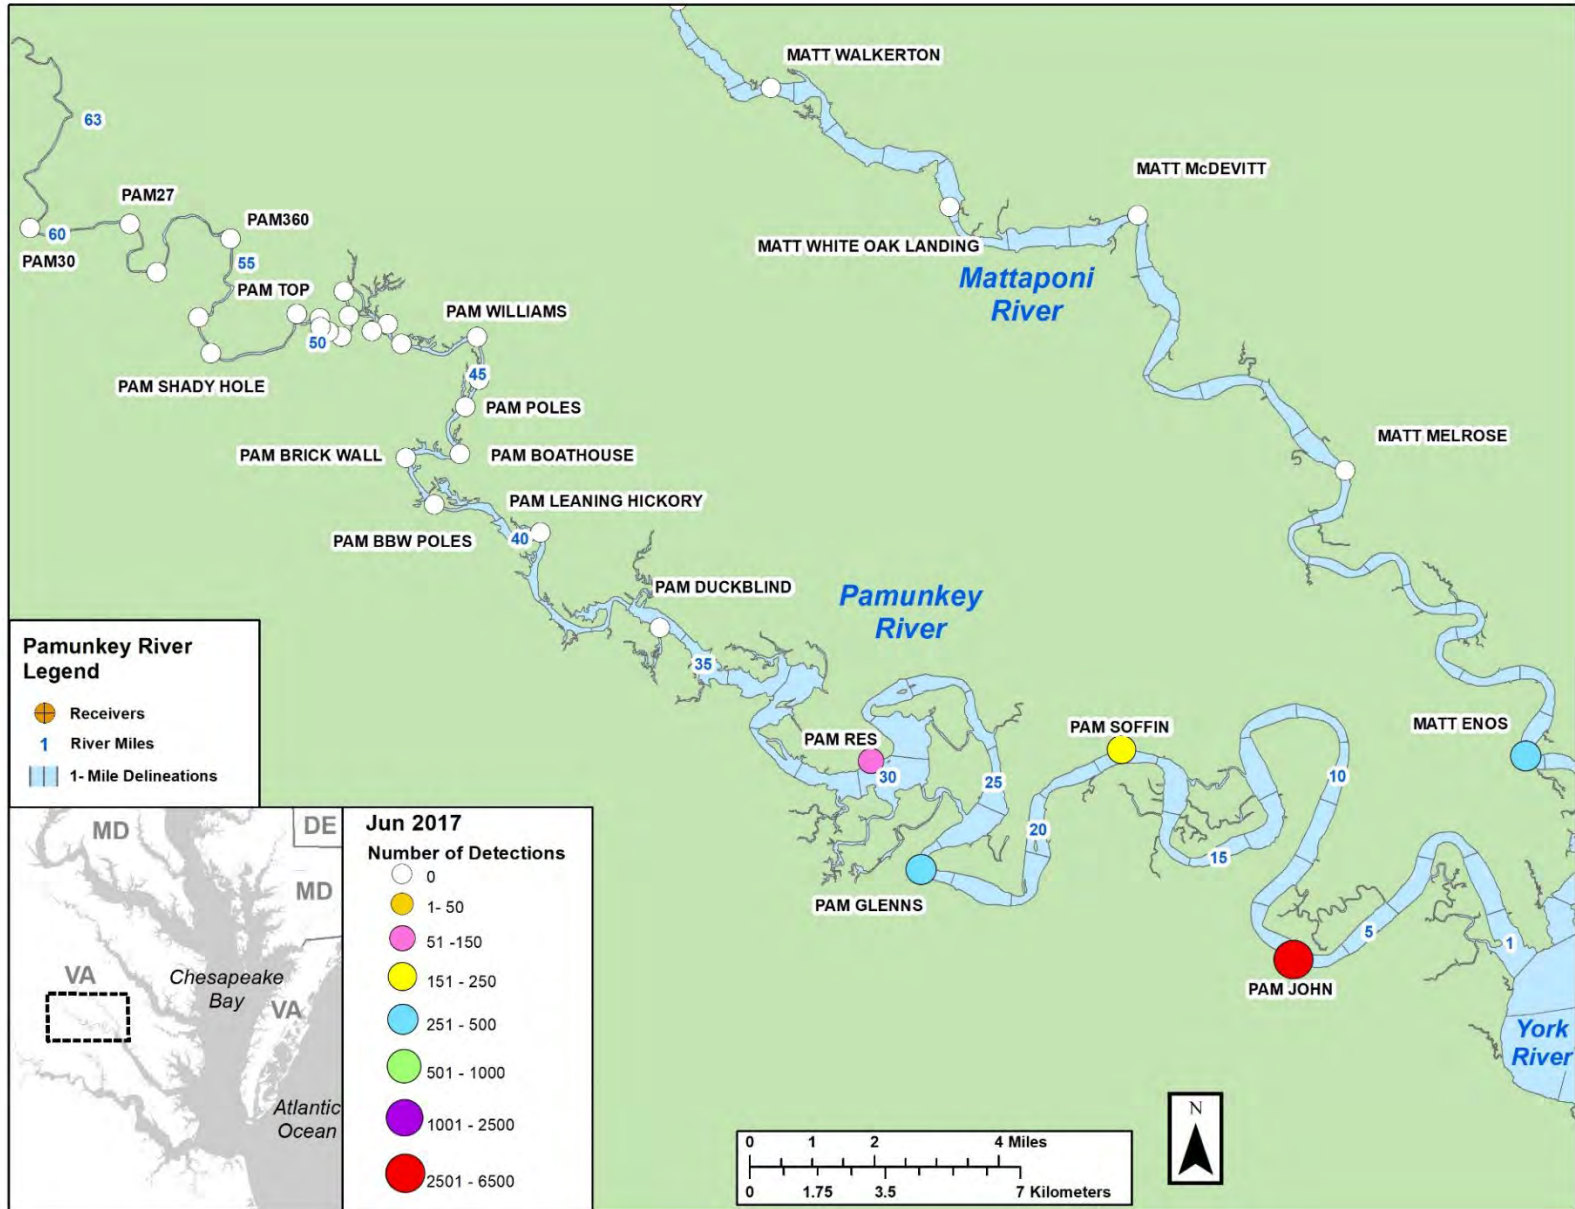 MATT WALKERTON
63
MATT McDEVITT
PAM27
PAM360
60
PAM30
55
MATT WHITE OAK LANDING
Mattaponi
River
PAM TOP
PAM WILLIAMS
50
PAM SHADY HOLE
45
PAM POLES
MATT MELROSE
PAM BRICK WALL
PAM BOATHOUSE
PAM LEANING HICKORY
PAM BBW POLES
40
PAM DUCKBLIND
Pamunkey
River
35
PAM RES
PAM SOFFIN
MATT ENOS
30
25
10
20
15
PAM GLENNS
5
1
PAM JOHN
York
River
Pamunkey River
Legend
Receivers
1 River Miles
1- Mile Delineations
MD
DE
MD
VA
Chesapeake
Bay
VA
Atlantic
Ocean
Jun 2017
Number of Detections
0
1- 50
51 -150
151 - 250
251 - 500
501 - 1000
1001 - 2500
2501 - 6500
0 1 2 4 Miles
0 1.75 3.5 7 Kilometers
N